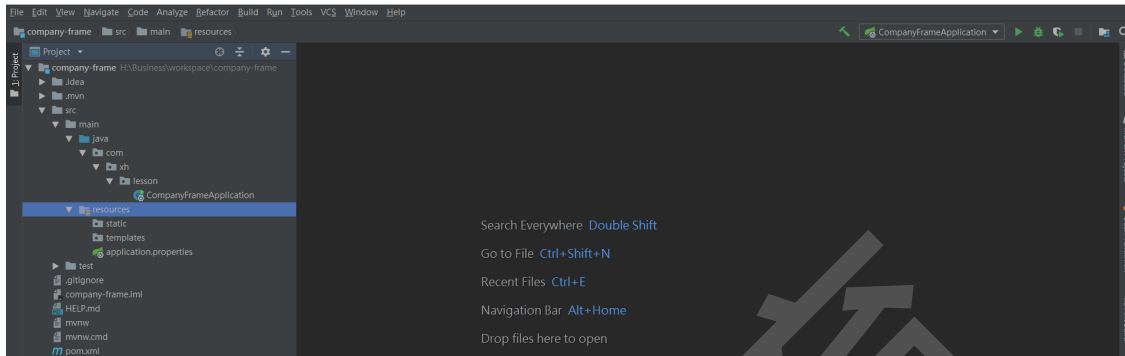 File Edit View Navigate Code Analyze Refactor Build Run Tools VCS Window Help
company-frame src main resources CompanyFrameApplication
1: Project
Project
company-frame H:\Business\workspace\company-frame
.idea
.mvn
src
main
java
com
xh
lesson
CompanyFrameApplication
resources
static
templates
application.properties
test
.gitignore
company-frame.iml
HELP.md
mvnw
mvnw.cmd
pom.xml
Search Everywhere Double Shift
Go to File Ctrl+Shift+N
Recent Files Ctrl+E
Navigation Bar Alt+Home
Drop files here to open